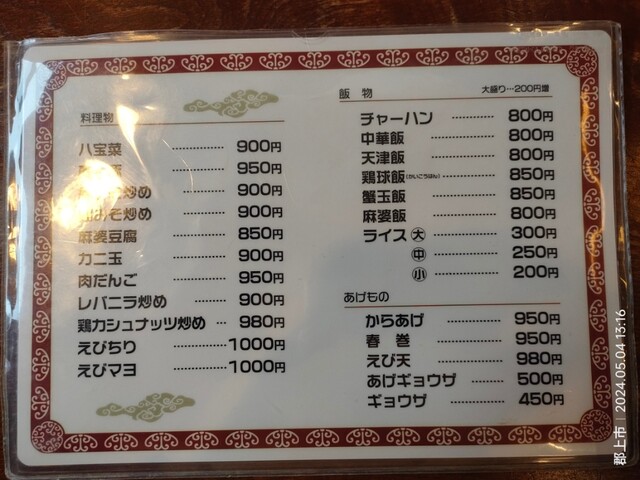 料理物
八宝菜 ………… 900円
………… 950円
炒め ………… 900円
みそ炒め ………… 900円
麻婆豆腐 ………… 850円
カニ玉 ………… 900円
肉だんご ………… 950円
レバニラ炒め ……… 900円
鶏カシュナッツ炒め … 980円
えびちり ………… 1000円
えびマヨ ………… 1000円
飯 物 大盛り…200円増
チャーハン ……… 800円
中華飯 ………… 800円
天津飯 ………… 800円
鶏球飯(かいこうはん) ……… 850円
蟹玉飯 ………… 850円
麻婆飯 ………… 800円
ライス 大 ……… 300円
中 ……… 250円
小 ……… 200円
あげもの
からあげ ……… 950円
春 巻 ………… 950円
えび天 ………… 980円
あげギョウザ …… 500円
ギョウザ ……… 450円
郡上市 | 2024.05.04 13:16